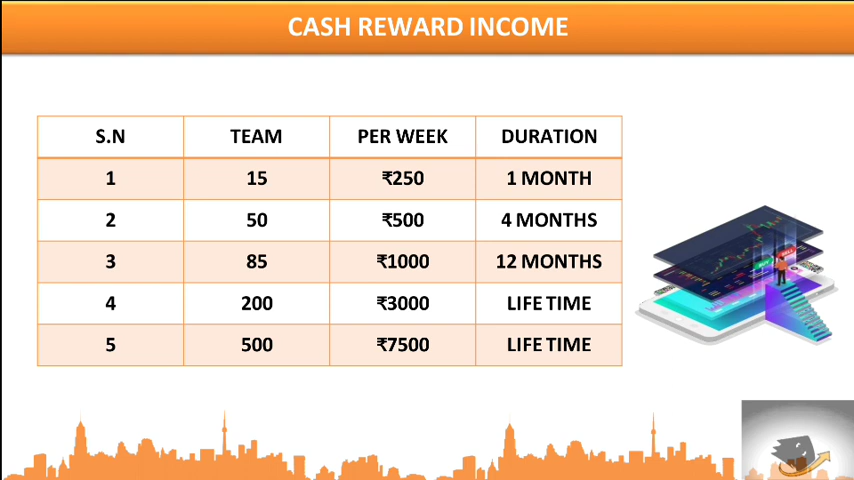 CASH REWARD INCOME
S.N TEAM PER WEEK DURATION
1 15 ₹250 1 MONTH
2 50 ₹500 4 MONTHS
3 85 ₹1000 12 MONTHS
4 200 ₹3000 LIFE TIME
5 500 ₹7500 LIFE TIME